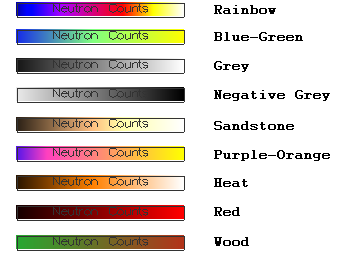 Neutron Counts Rainbow
Neutron Counts Blue-Green
Neutron Counts Grey
Neutron Counts Negative Grey
Neutron Counts Sandstone
Neutron Counts Purple-Orange
Neutron Counts Heat
Neutron Counts Red
Neutron Counts Wood